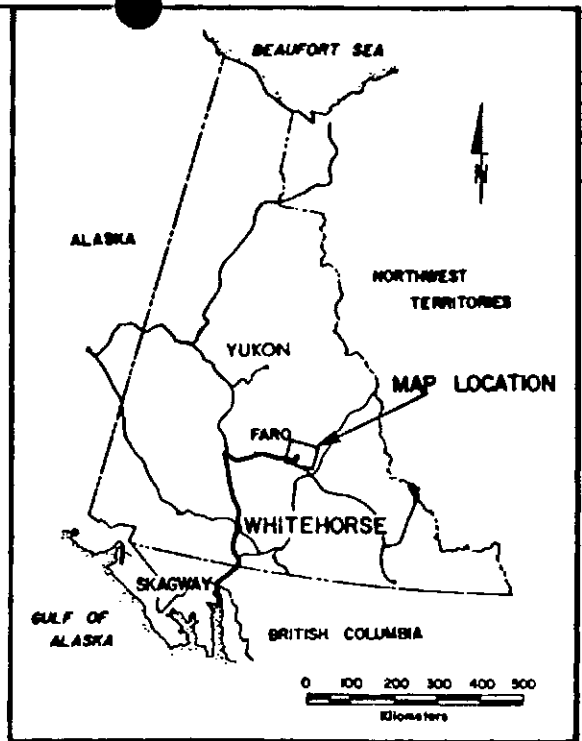 BEAUFORT SEA
N
ALASKA
NORTHWEST
TERRITORIES
YUKON
MAP LOCATION
FARO
WHITEHORSE
SKAGWAY
GULF OF
ALASKA
BRITISH COLUMBIA
0 100 200 300 400 500
Kilometers